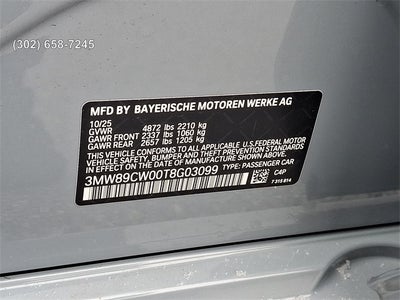 (302) 658-7245
MFD BY BAYERISCHE MOTOREN WERKE AG
10/25
GVWR 4872 lbs 2210 kg
GAWR FRONT 2337 lbs 1060 kg
GAWR REAR 2657 lbs 1205 kg
THIS VEHICLE CONFORMS TO ALL APPLICABLE U.S. FEDERAL MOTOR
VEHICLE SAFETY, BUMPER AND THEFT PREVENTION STANDARDS IN
EFFECT ON THE DATE OF MANUFACTURE SHOWN ABOVE.
3MW89CW00T8G03099 TYPE: PASSENGER CAR
C4P
7 315 814